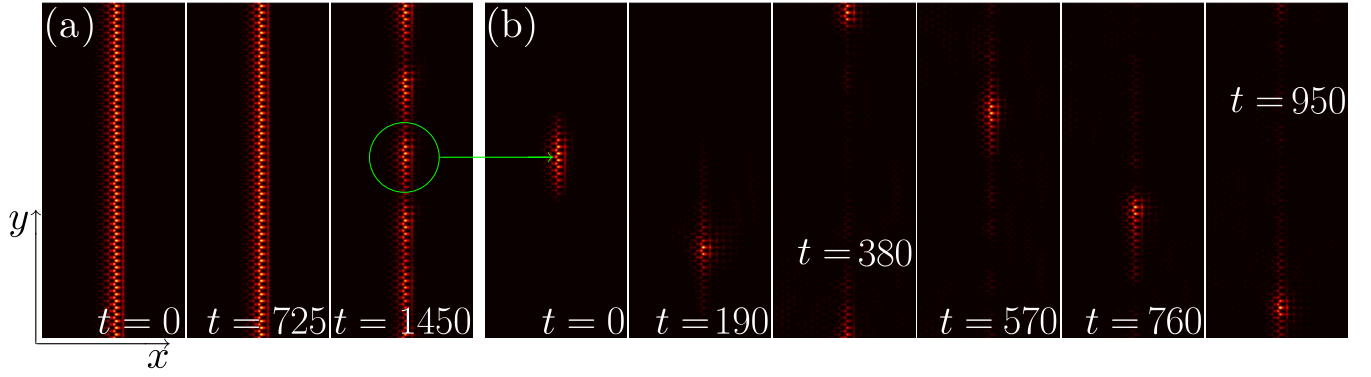 (a)
(b)
t = 950
y
t = 380
t = 0
t = 725
t = 1450
t = 0
t = 190
t = 570
t = 760
x